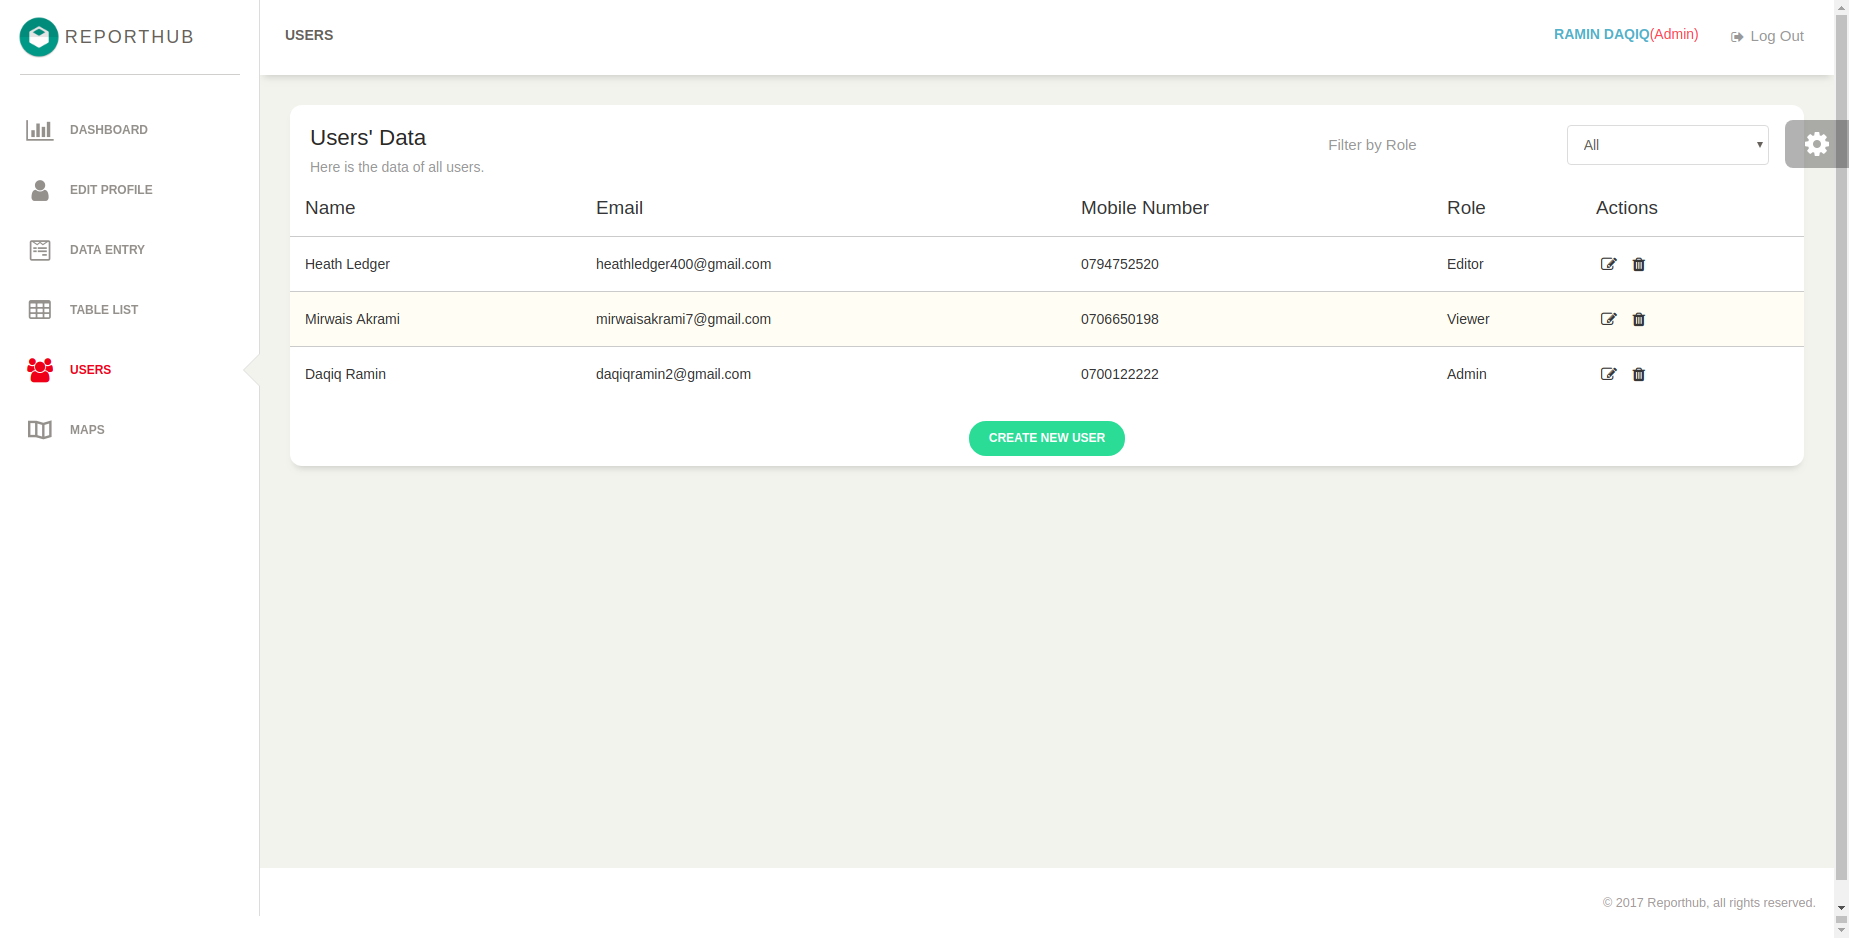 REPORTHUB
USERS
RAMIN DAQIQ(Admin)
Log Out
DASHBOARD
EDIT PROFILE
DATA ENTRY
TABLE LIST
USERS
MAPS
Users' Data
Here is the data of all users.
Filter by Role
All
Name Email Mobile Number Role Actions
Heath Ledger heathledger400@gmail.com 0794752520 Editor
Mirwais Akrami mirwaisakrami7@gmail.com 0706650198 Viewer
Daqiq Ramin daqiqramin2@gmail.com 0700122222 Admin
CREATE NEW USER
© 2017 Reporthub, all rights reserved.